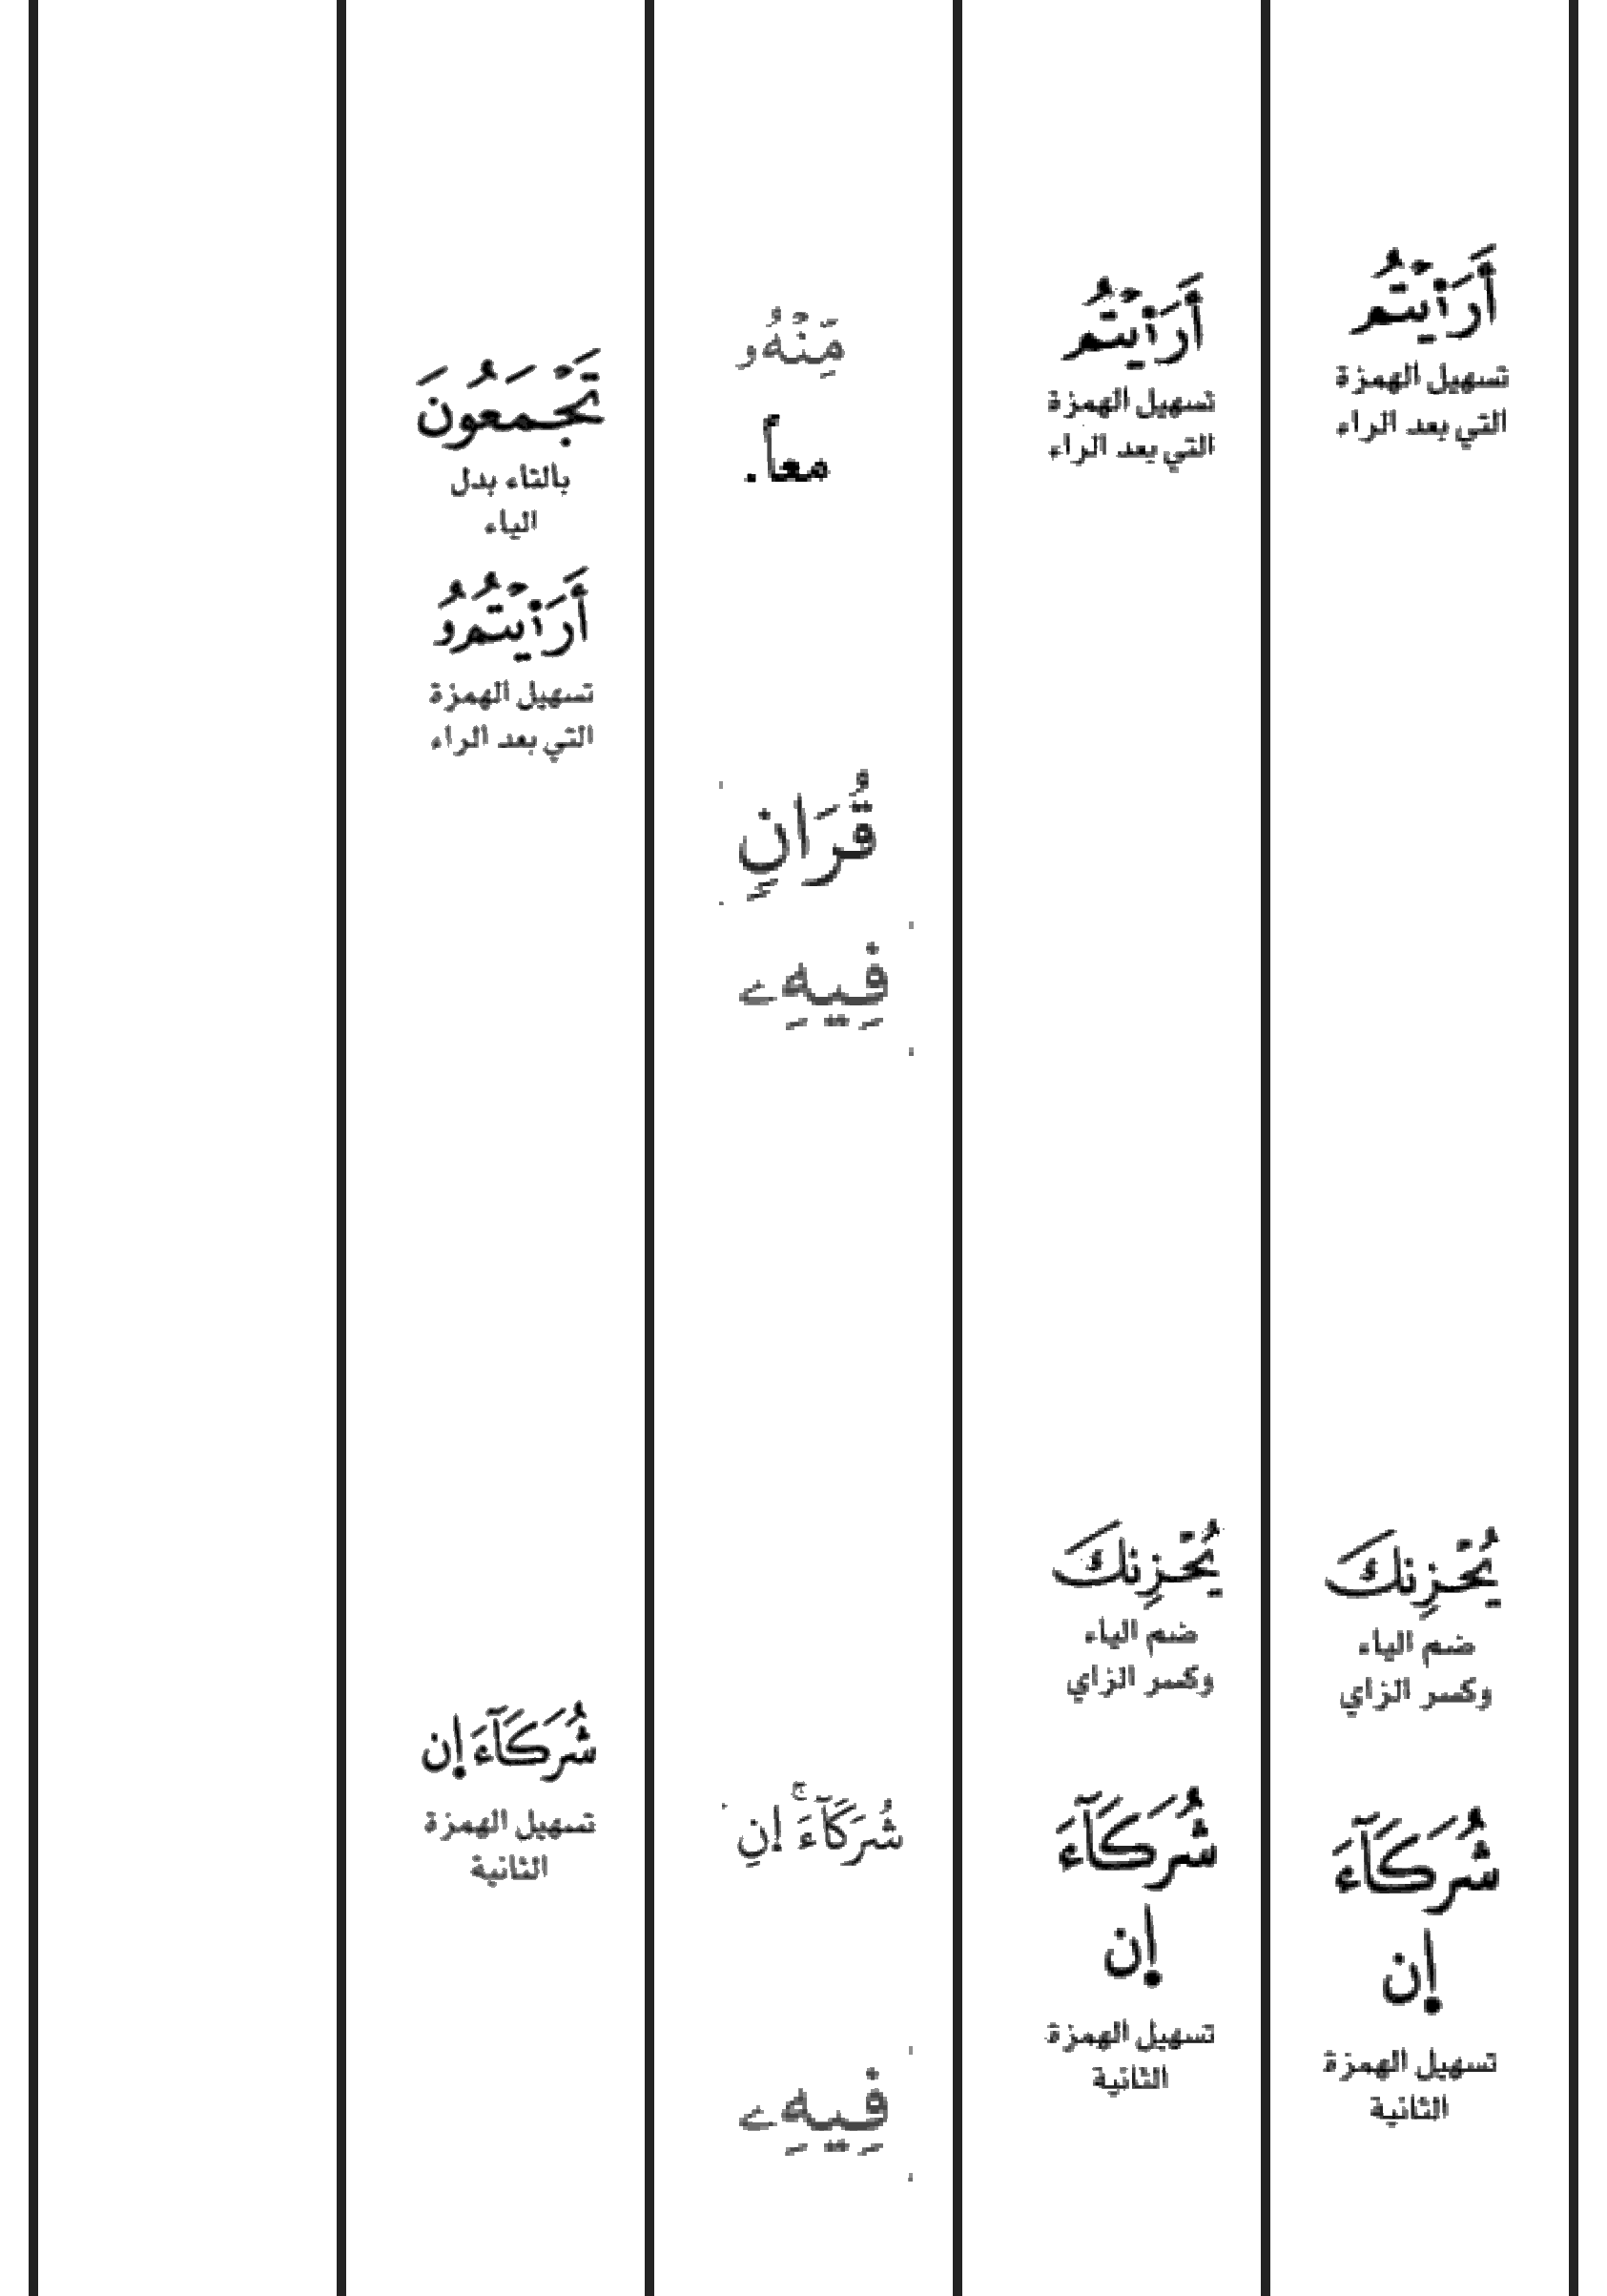 أَرَٰيْتُم
تسهيل الهمزة
التي بعد الراء
يُحْزِنكَ
ضم الياء
وكسر الزاي
شُرَكَآءَ
إن
تسهيل الهمزة
الثانية
أَرَٰيْتُم
تسهيل الهمزة
التي بعد الراء
يُحْزِنكَ
ضم الياء
وكسر الزاي
شُرَكَآءَ
إن
تسهيل الهمزة
الثانية
مِّنْهُۥ
معاً.
قُرَانٍ
فِيهِۦ
شُرَكَآءَ إنِ
فِيهِۦ
تَجْمَعُونَ
بالتاء بدل
الياء
أَرَٰيْتُمُۥ
تسهيل الهمزة
التي بعد الراء
شُرَكَآءَ إن
تسهيل الهمزة
الثانية